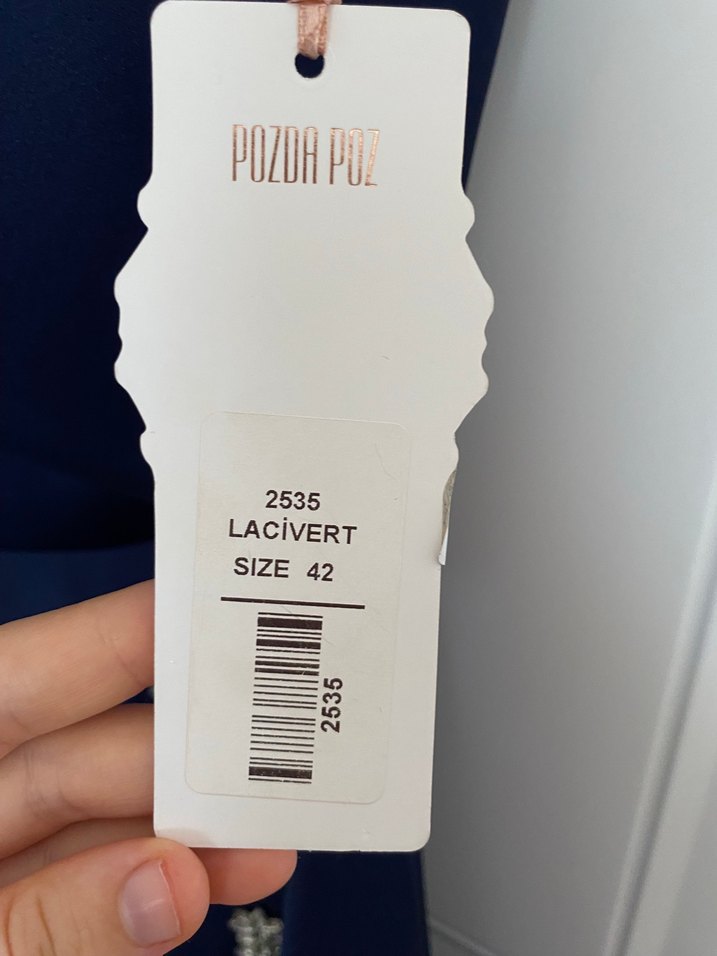 POZDA POZ
2535
LACİVERT
SIZE 42
2535